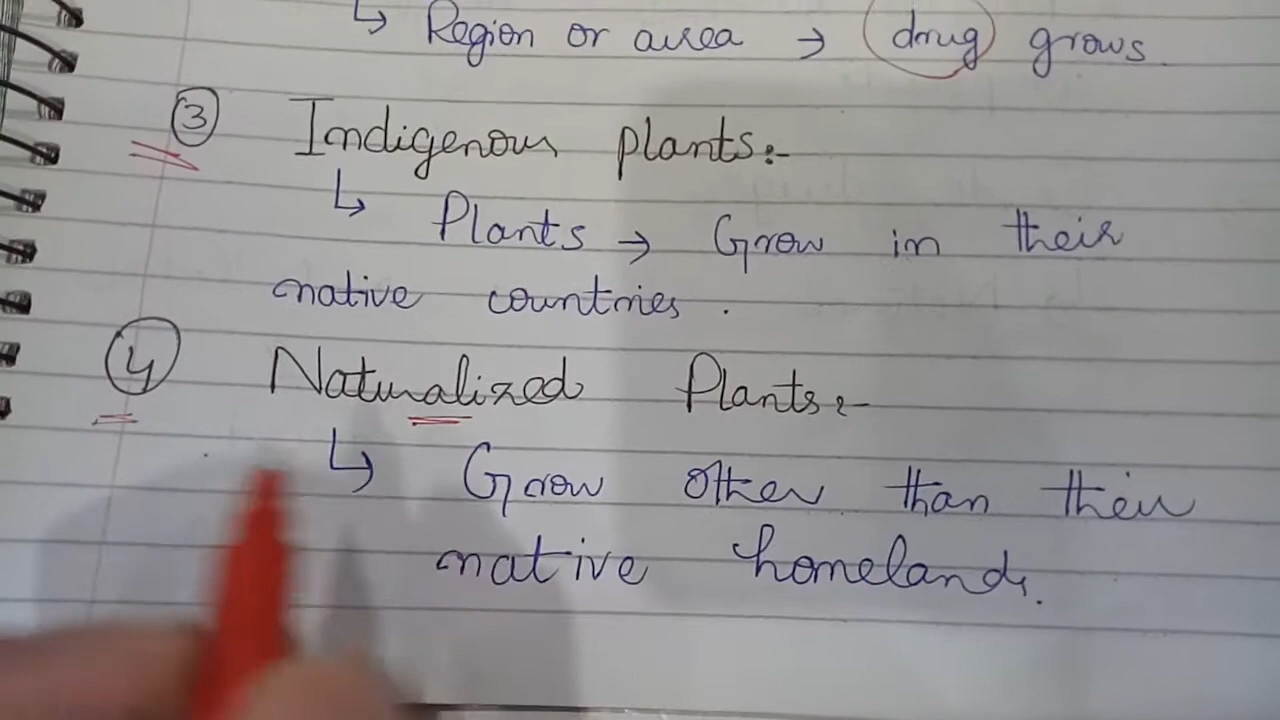 ↳ Region or area → drug grows.
③ Indigenous plants:-
↳ Plants → Grow in their
native countries.
④ Naturalized Plants:-
↳ Grow other than their
native homelands.